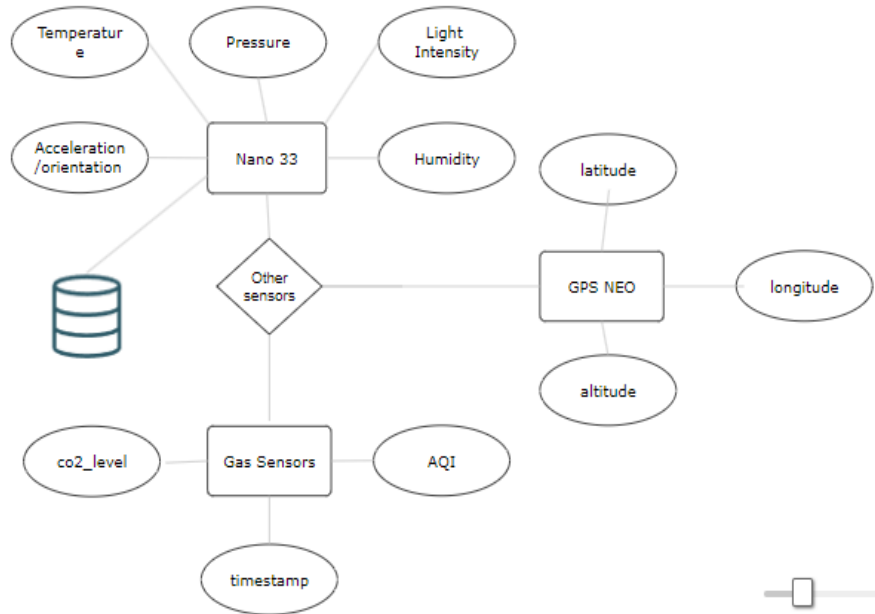 Temperatur
e
Pressure
Light
Intensity
Acceleration
/orientation
Nano 33
Humidity
latitude
Other
sensors
GPS NEO
longitude
altitude
co2_level
Gas Sensors
AQI
timestamp